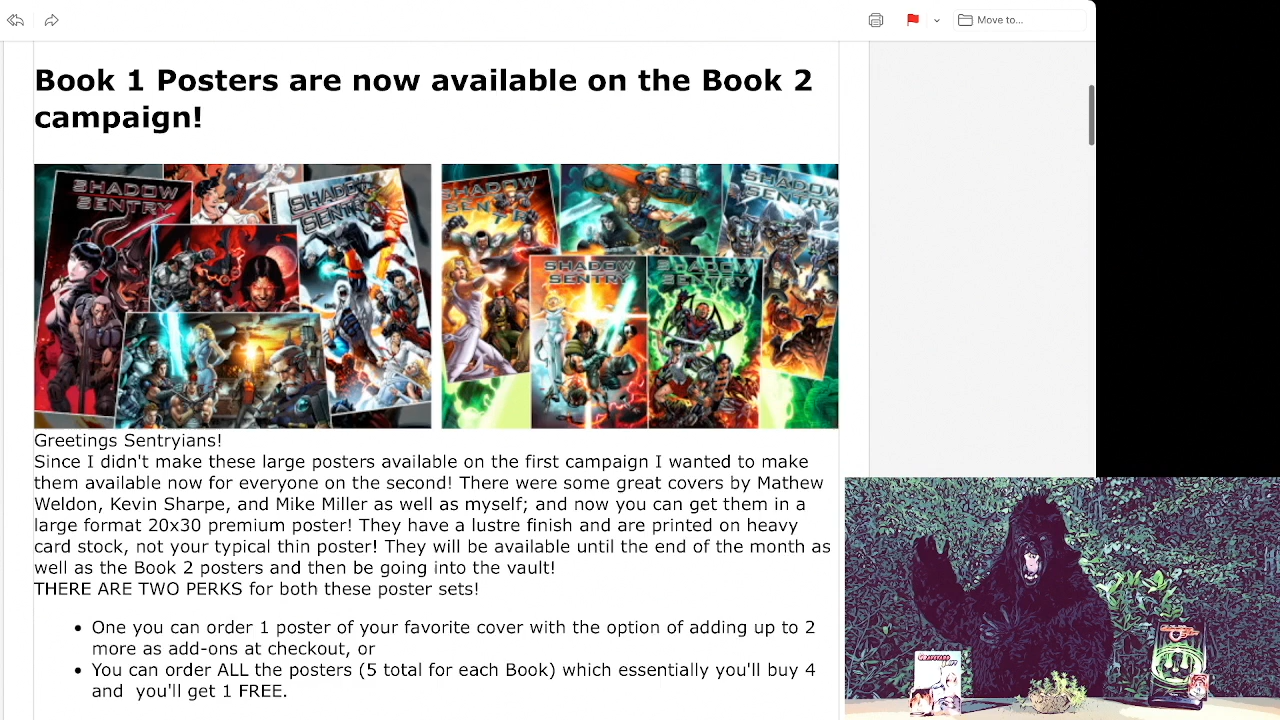 Move to...
Book 1 Posters are now available on the Book 2
campaign!
SHADOW
SENTRY
SHADOW
SENTRY
SHADOW
SHADOW
SENTRY
SHADOW
SENTRY
SHADOW
SENTRY
Greetings Sentryians!
Since I didn't make these large posters available on the first campaign I wanted to make
them available now for everyone on the second! There were some great covers by Mathew
Weldon, Kevin Sharpe, and Mike Miller as well as myself; and now you can get them in a
large format 20x30 premium poster! They have a lustre finish and are printed on heavy
card stock, not your typical thin poster! They will be available until the end of the month as
well as the Book 2 posters and then be going into the vault!
THERE ARE TWO PERKS for both these poster sets!
• One you can order 1 poster of your favorite cover with the option of adding up to 2
more as add-ons at checkout, or
• You can order ALL the posters (5 total for each Book) which essentially you'll buy 4
and you'll get 1 FREE.